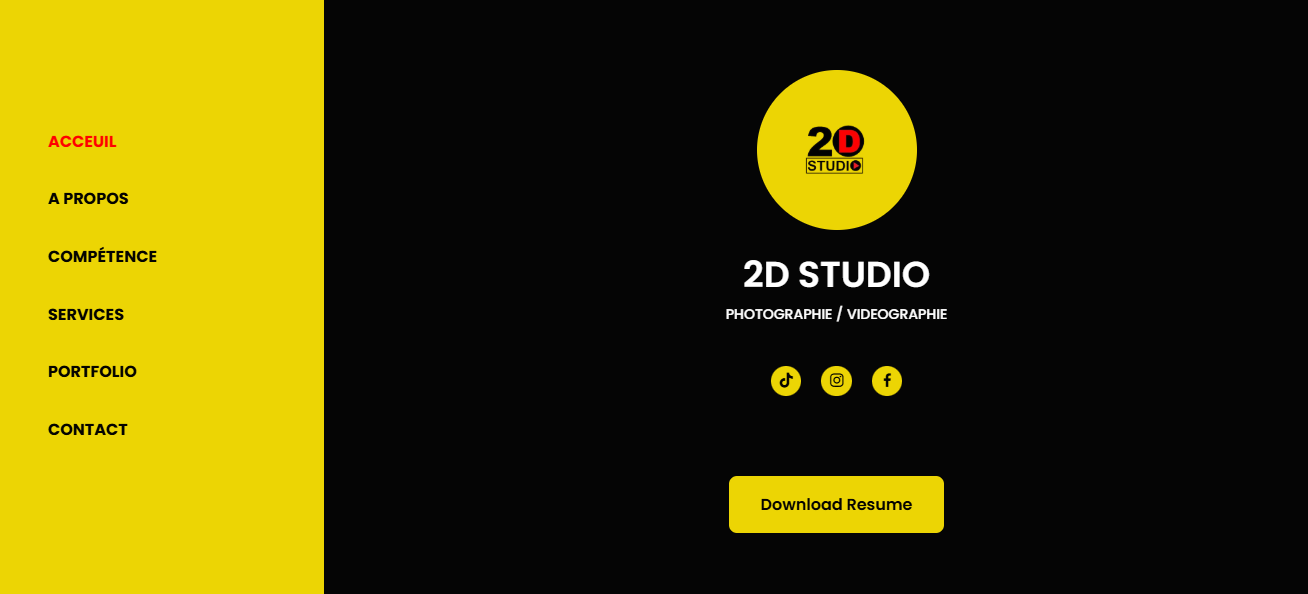 ACCEUIL
A PROPOS
COMPÉTENCE
SERVICES
PORTFOLIO
CONTACT
2D
STUDIO
2D STUDIO
PHOTOGRAPHIE / VIDEOGRAPHIE
Download Resume